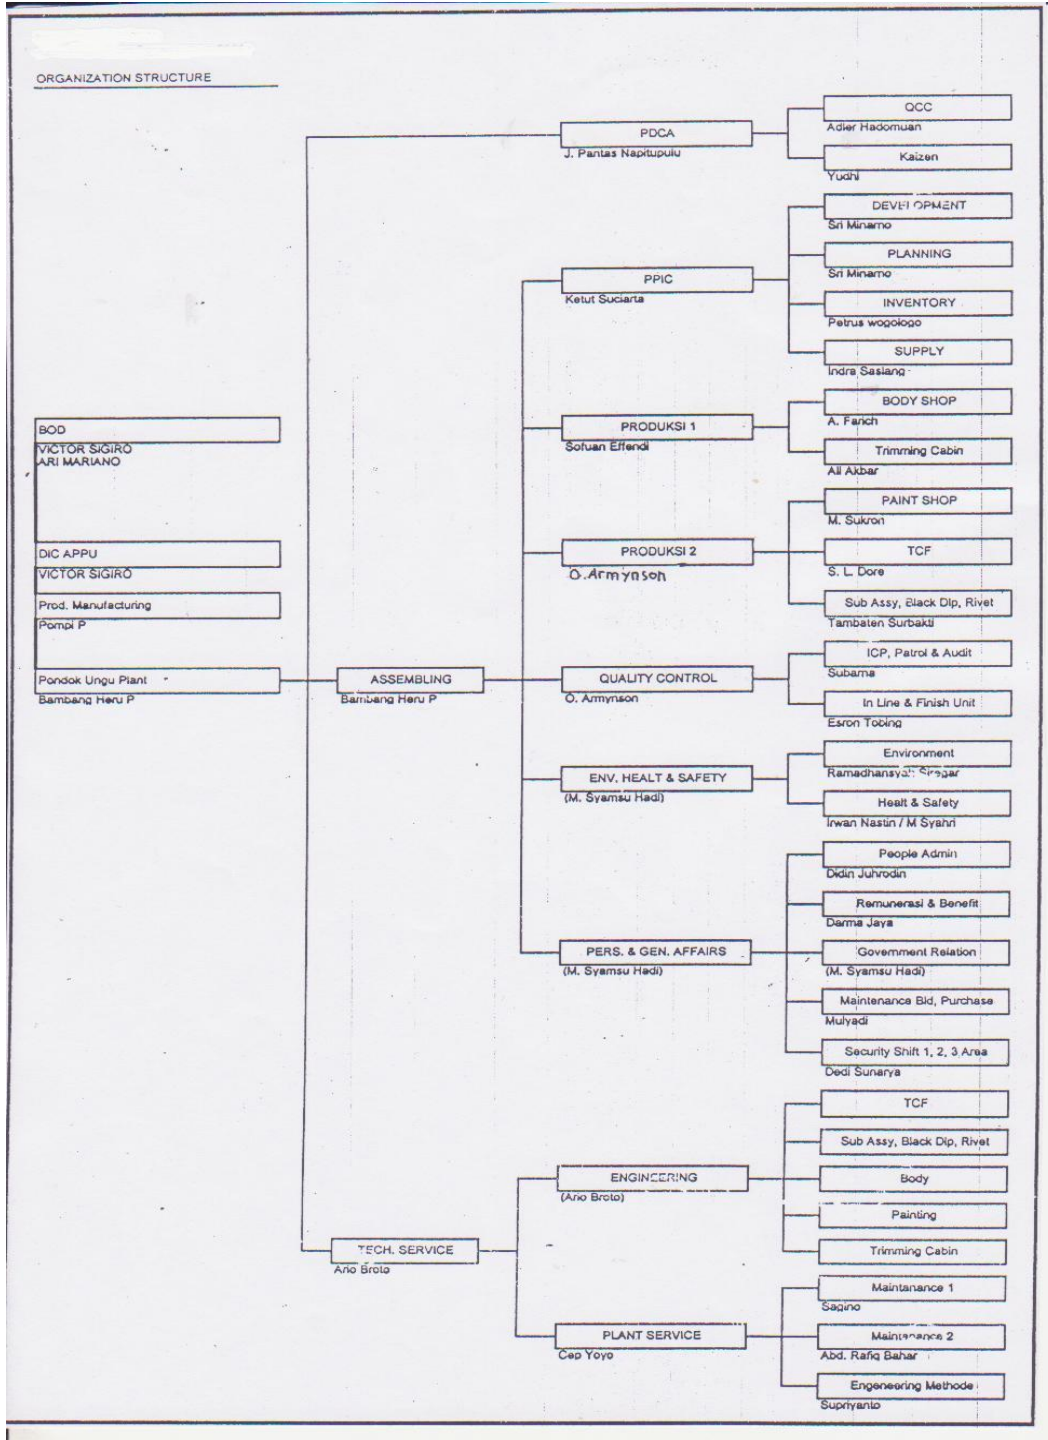 ORGANIZATION STRUCTURE
BOD
VICTOR SIGIRO
ARI MARIANO
DIC APPU
VICTOR SIGIRO
Prod. Manufacturing
Pompi P
Pondok Ungu Plant
Bambang Heru P
ASSEMBLING
Bambang Heru P
TECH. SERVICE
Ario Broto
PDCA
J. Pantas Napitupulu
QCC
Adler Hadomuan
Kaizen
Yudhi
PPIC
Ketut Suciarta
DEVELOPMENT
Sri Minarno
PLANNING
Sri Minarno
INVENTORY
Petrus wogologo
SUPPLY
Indra Sasiang
PRODUKSI 1
Sofuan Effendi
BODY SHOP
A. Farich
Trimming Cabin
Ali Akbar
PRODUKSI 2
O. Armynson
PAINT SHOP
M. Sukron
TCF
S. L. Dore
Sub Assy, Black Dip, Rivet
Tambaten Surbakti
QUALITY CONTROL
O. Armynson
ICP, Patrol & Audit
Subarna
In Line & Finish Unit
Esron Tobing
ENV. HEALT & SAFETY
(M. Syamsu Hadi)
Environment
Ramadhansyah Siregar
Healt & Safety
Irwan Nastin / M Syahri
PERS. & GEN. AFFAIRS
(M. Syamsu Hadi)
People Admin
Didin Juhrodin
Remunerasi & Benefit
Darma Jaya
Government Relation
(M. Syamsu Hadi)
Maintenance Bld, Purchase
Mulyadi
Security Shift 1, 2, 3 Area
Dedi Sunarya
ENGINEERING
(Ario Broto)
TCF
Sub Assy, Black Dip, Rivet
Body
Painting
Trimming Cabin
PLANT SERVICE
Cep Yoyo
Maintanance 1
Sagino
Maintenance 2
Abd. Rafiq Bahar
Engeneering Methode
Supriyanto